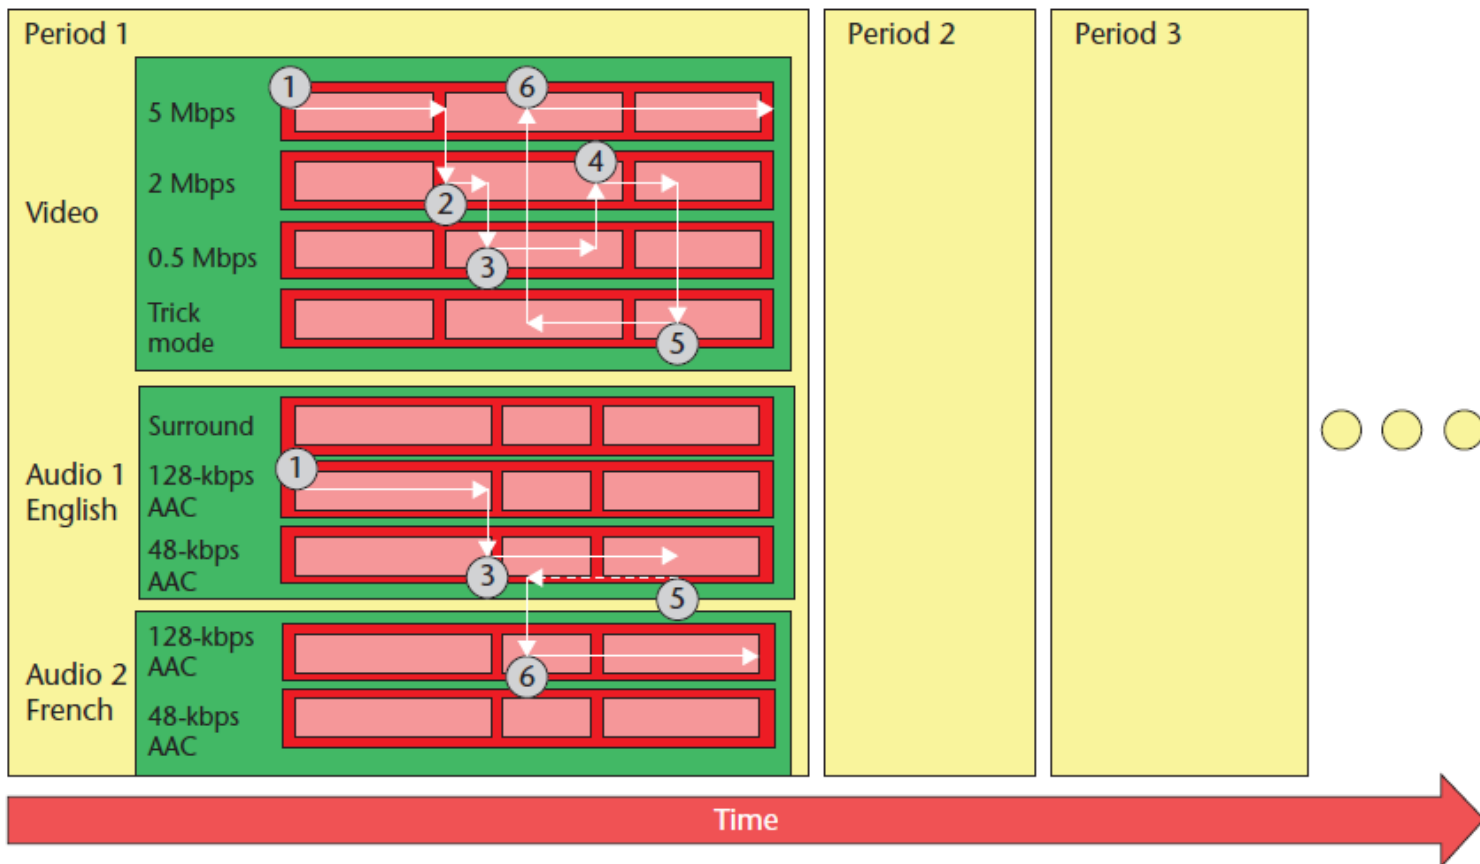 Period 1
Period 2
Period 3
Video
5 Mbps
1
6
2 Mbps
2
4
0.5 Mbps
3
Trick
mode
5
Audio 1
English
Surround
128-kbps
AAC
1
48-kbps
AAC
3
5
Audio 2
French
128-kbps
AAC
6
48-kbps
AAC
Time